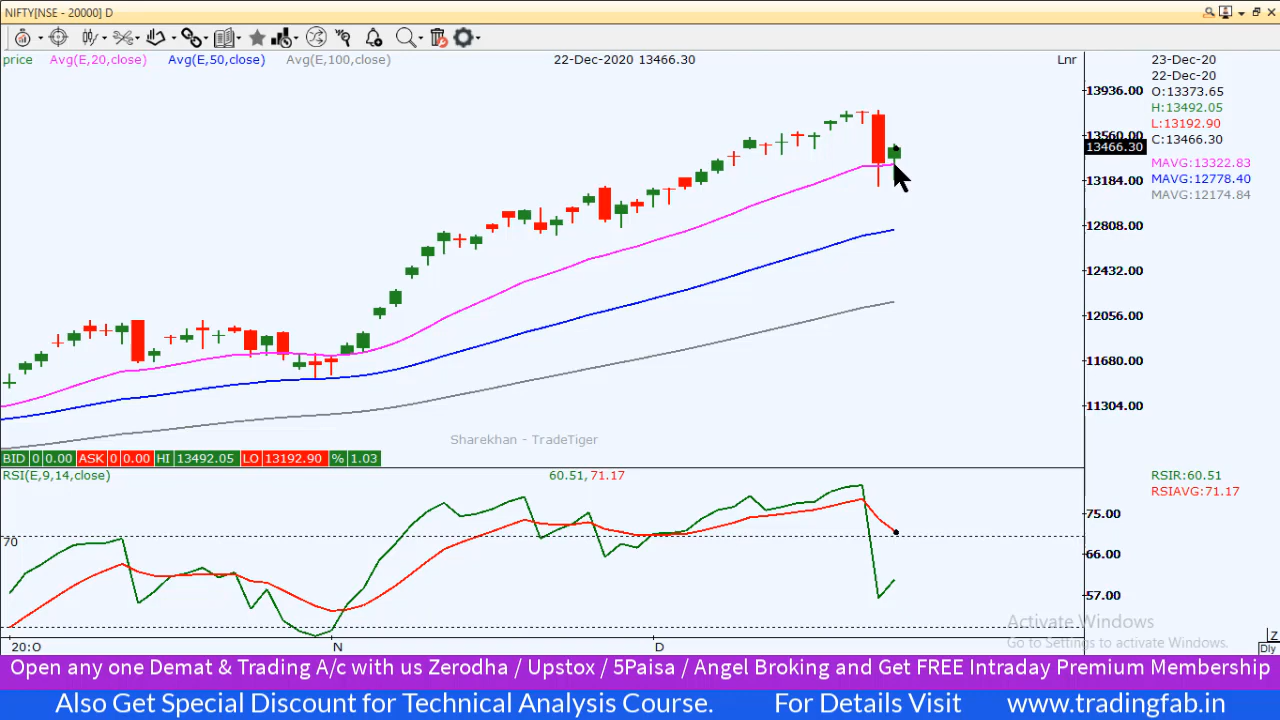 NIFTY[NSE - 20000] D
price Avg(E,20,close) Avg(E,50,close) Avg(E,100,close) 22-Dec-2020 13466.30 Lnr
23-Dec-20
22-Dec-20
O:13373.65
H:13492.05
L:13192.90
C:13466.30
MAVG:13322.83
MAVG:12778.40
MAVG:12174.84
13936.00
13560.00
13466.30
13184.00
12808.00
12432.00
12056.00
11680.00
11304.00
Sharekhan - TradeTiger
BID 0 0.00 ASK 0 0.00 HI 13492.05 LO 13192.90 % 1.03
RSI(E,9,14,close) 60.51, 71.17
RSIR:60.51
RSIAVG:71.17
75.00
70
66.00
57.00
Activate Windows
Go to Settings to activate Windows.
20:O N D
Z
Dly
Open any one Demat & Trading A/c with us Zerodha / Upstox / 5Paisa / Angel Broking and Get FREE Intraday Premium Membership
Also Get Special Discount for Technical Analysis Course. For Details Visit www.tradingfab.in